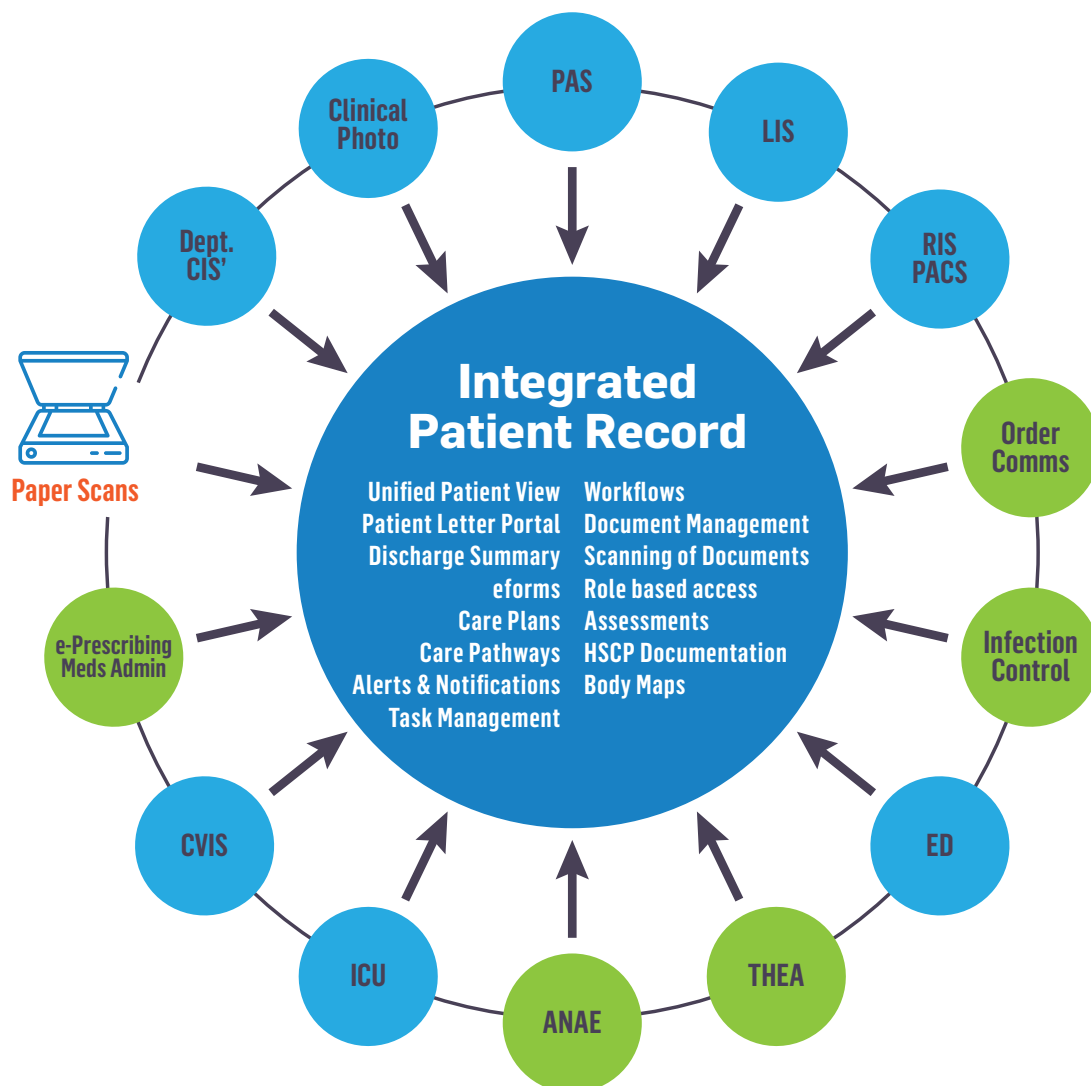 PAS
Clinical
Photo
LIS
Dept.
CIS'
RIS
PACS
Paper Scans
Integrated
Patient Record
Unified Patient View
Patient Letter Portal
Discharge Summary
eforms
Care Plans
Care Pathways
Alerts & Notifications
Task Management
Workflows
Document Management
Scanning of Documents
Role based access
Assessments
HSCP Documentation
Body Maps
Order
Comms
e-Prescribing
Meds Admin
Infection
Control
CVIS
ED
ICU
THEA
ANAE